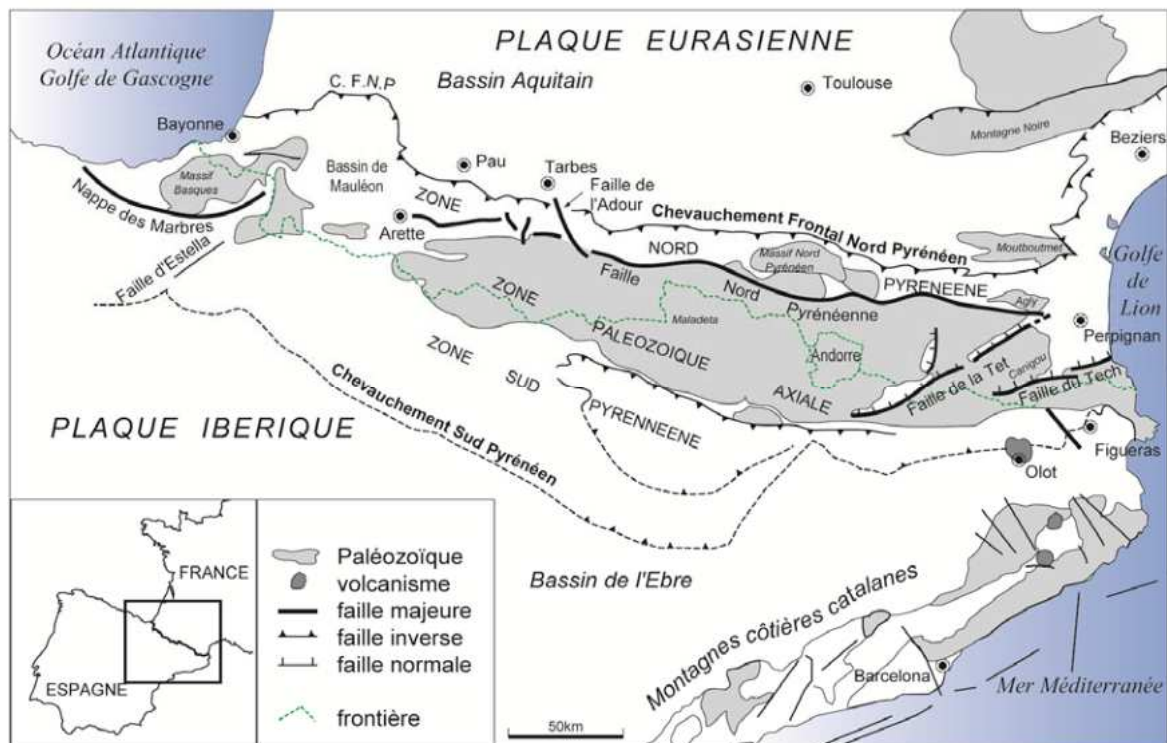 Océan Atlantique
Golfe de Gascogne
PLAQUE EURASIENNE
Bassin Aquitain
C. F. N. P
Toulouse
Montagne Noire
Beziers
Bayonne
Massif
Basques
Bassin de
Mauléon
Pau
Tarbes
Faille de
l'Adour
Nappe des Marbres
ZONE
NORD
PYRENEENE
Chevauchement Frontal Nord Pyrénéen
Arette
Massif Nord
Pyrénéen
Moutboutmet
Golfe
de
Lion
Faille d'Estella
Faille
Nord
Pyrénéenne
Agly
Perpignan
ZONE
PALEOZOIQUE
AXIALE
Maladeta
Andorre
Canigou
Faille de la Tet
Faille du Tech
ZONE
SUD
PYRENNEENE
Chevauchement Sud Pyrénéen
PLAQUE IBERIQUE
Figueras
Olot
Bassin de l'Ebre
Montagnes côtières catalanes
Barcelona
Mer Méditerranée
FRANCE
ESPAGNE
Paléozoïque
volcanisme
faille majeure
faille inverse
faille normale
frontière
50km